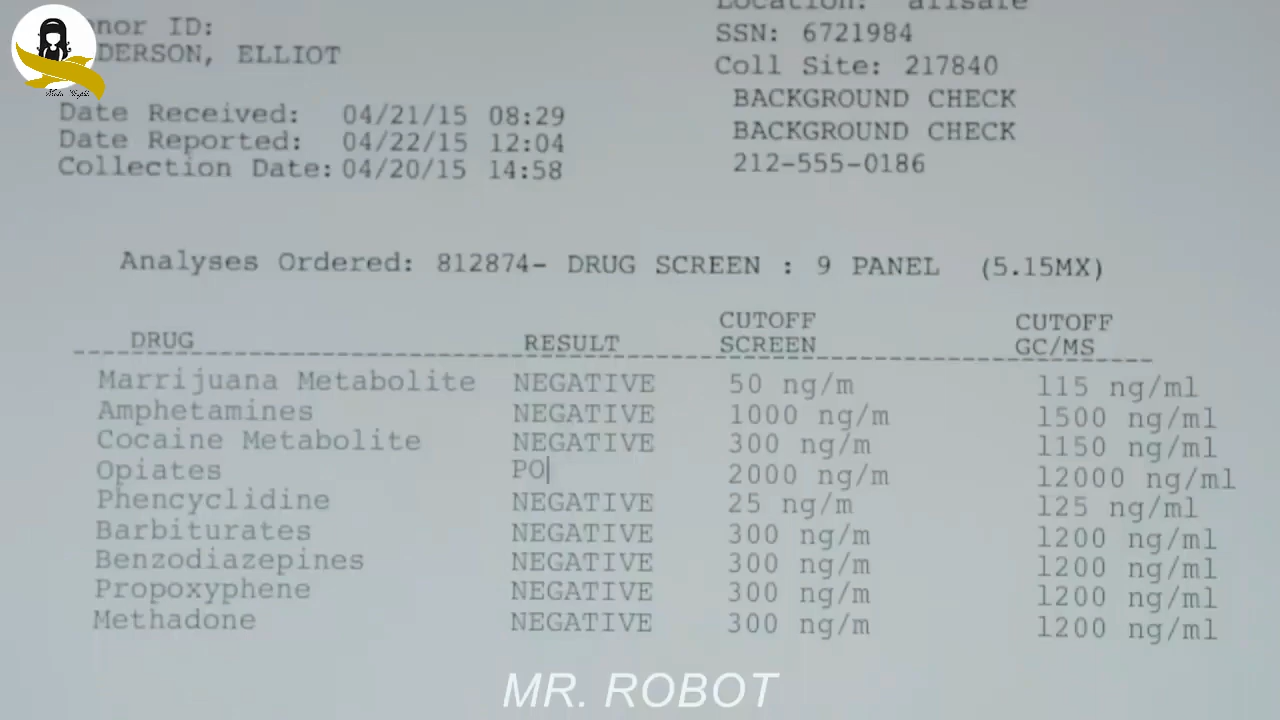 nor ID:
DERSON, ELLIOT
Location: allsafe
SSN: 6721984
Coll Site: 217840
BACKGROUND CHECK
BACKGROUND CHECK
212-555-0186
Date Received: 04/21/15 08:29
Date Reported: 04/22/15 12:04
Collection Date: 04/20/15 14:58
Analyses Ordered: 812874- DRUG SCREEN : 9 PANEL (5.15MX)
DRUG RESULT CUTOFF SCREEN CUTOFF GC/MS
Marrijuana Metabolite NEGATIVE 50 ng/m 115 ng/ml
Amphetamines NEGATIVE 1000 ng/m 1500 ng/ml
Cocaine Metabolite NEGATIVE 300 ng/m 1150 ng/ml
Opiates PO 2000 ng/m 12000 ng/ml
Phencyclidine NEGATIVE 25 ng/m 125 ng/ml
Barbiturates NEGATIVE 300 ng/m 1200 ng/ml
Benzodiazepines NEGATIVE 300 ng/m 1200 ng/ml
Propoxyphene NEGATIVE 300 ng/m 1200 ng/ml
Methadone NEGATIVE 300 ng/m 1200 ng/ml
MR. ROBOT